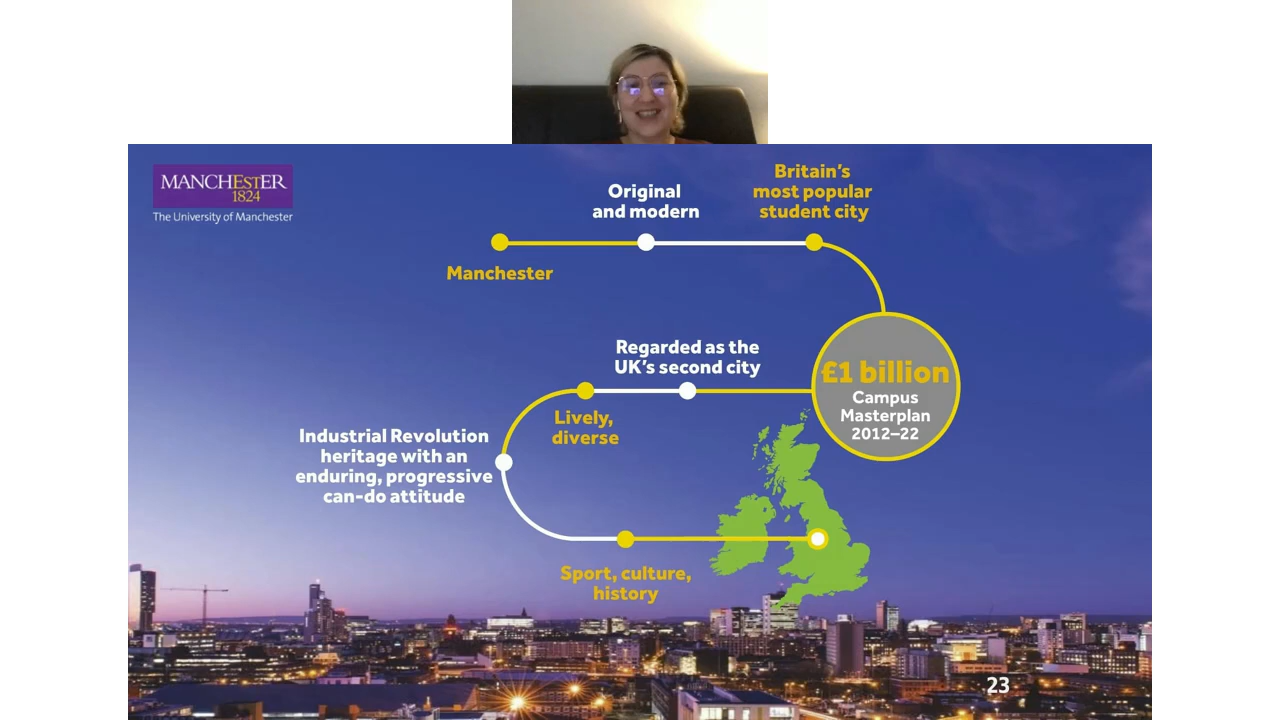 MANCHESTER
1824
The University of Manchester
Original
and modern
Britain's
most popular
student city
Manchester
£1 billion
Campus
Masterplan
2012–22
Regarded as the
UK's second city
Lively,
diverse
Industrial Revolution
heritage with an
enduring, progressive
can-do attitude
Sport, culture,
history
23